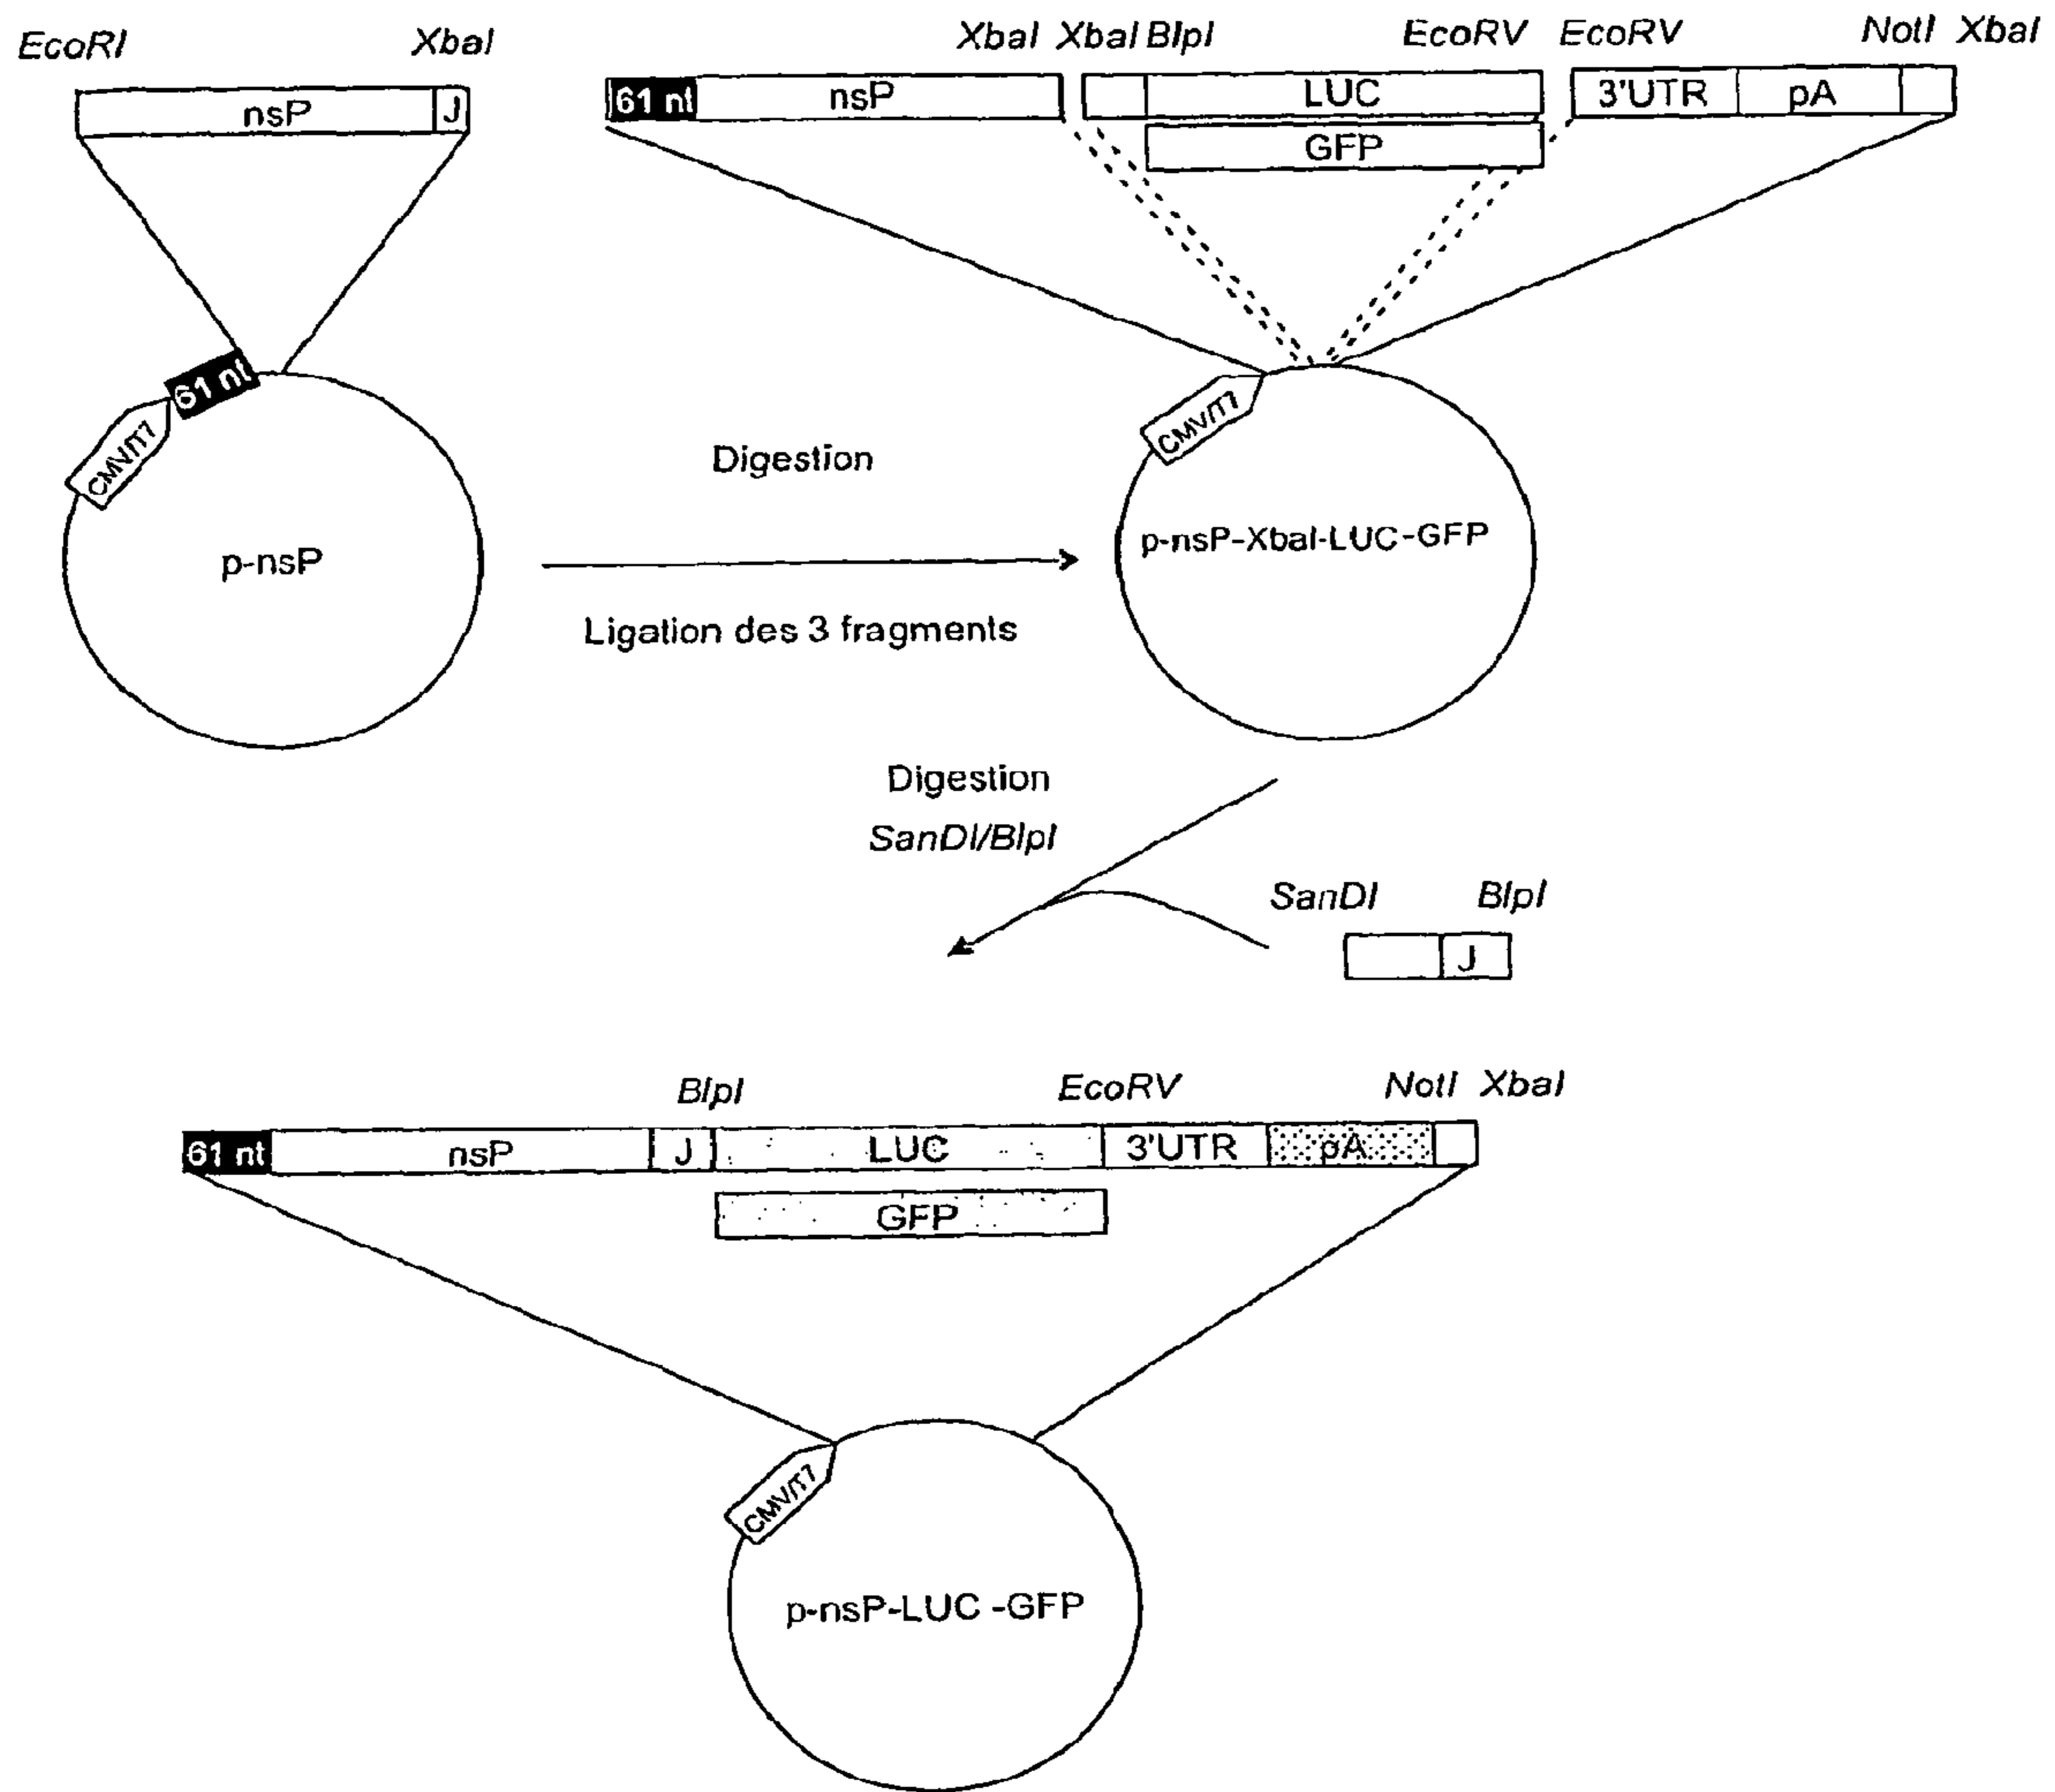 EcoRI XbaI
nsP J
61 nt
CMV/T7
p-nsP
XbaI XbaI BlpI EcoRV EcoRV NotI XbaI
61 nt nsP LUC 3'UTR pA
GFP
CMV/T7
p-nsP-XbaI-LUC-GFP
Digestion
Ligation des 3 fragments
Digestion
SanDI/BlpI
SanDI BlpI
J
BlpI EcoRV NotI XbaI
61 nt nsP J LUC 3'UTR pA
GFP
CMV/T7
p-nsP-LUC -GFP